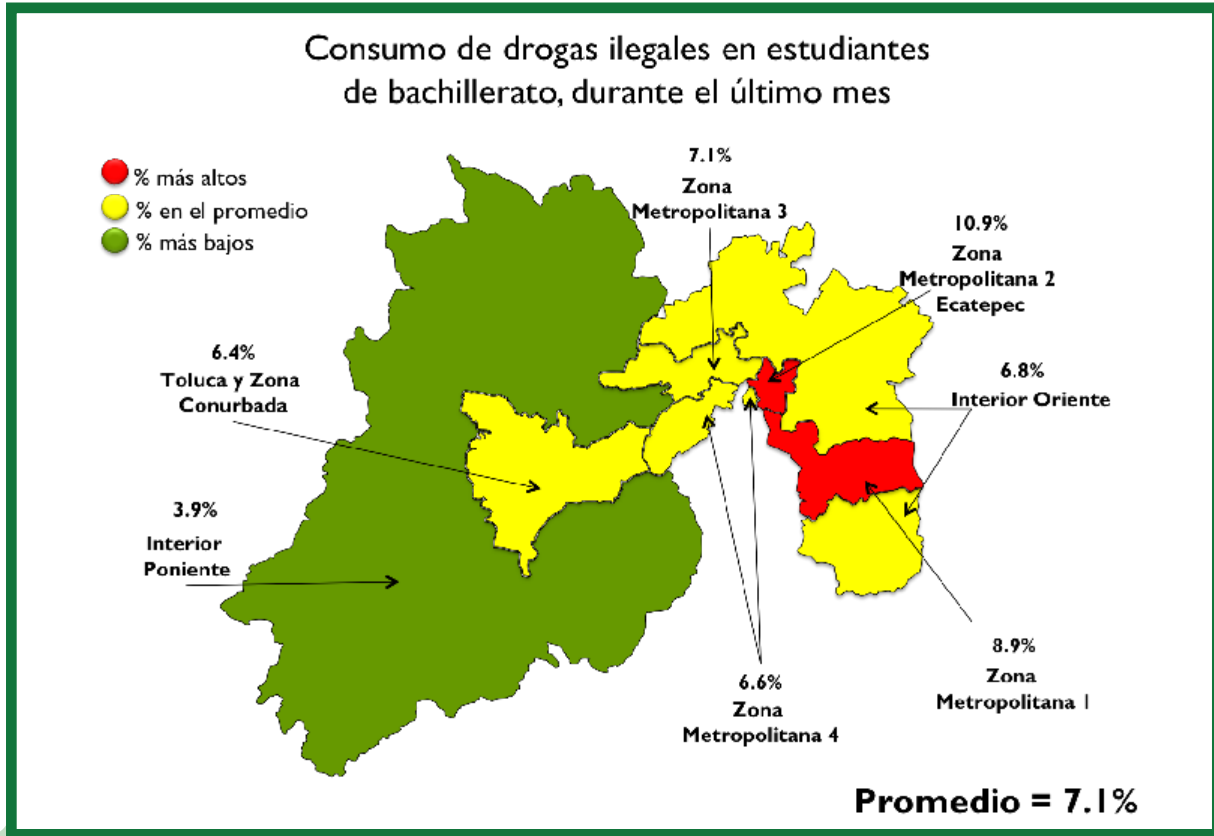 Consumo de drogas ilegales en estudiantes
de bachillerato, durante el último mes
% más altos
% en el promedio
% más bajos
7.1%
Zona
Metropolitana 3
10.9%
Zona
Metropolitana 2
Ecatepec
6.4%
Toluca y Zona
Conurbada
6.8%
Interior Oriente
3.9%
Interior
Poniente
8.9%
Zona
Metropolitana 1
6.6%
Zona
Metropolitana 4
Promedio = 7.1%